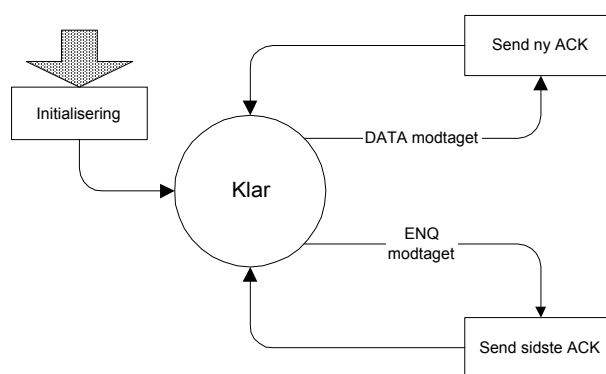 Send ny ACK
Initialisering
DATA modtaget
Klar
ENQ
modtaget
Send sidste ACK